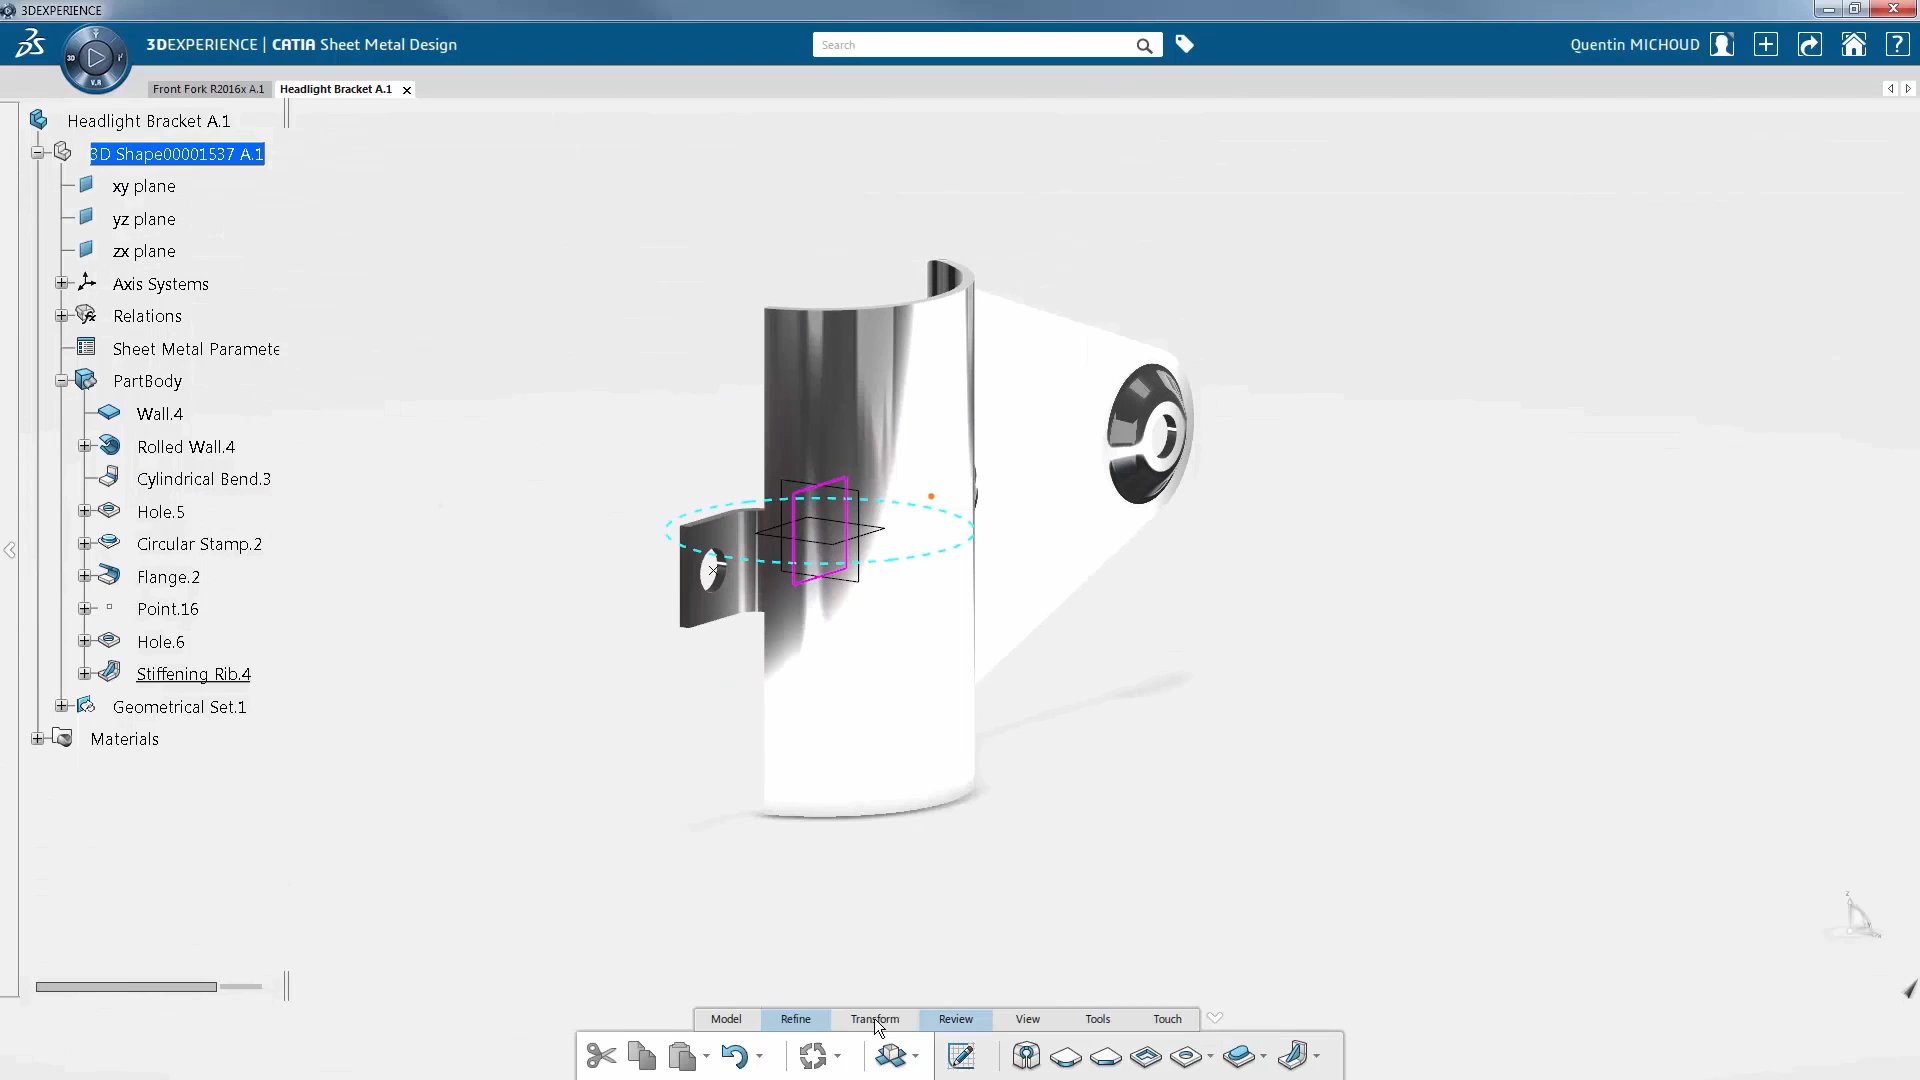 3DEXPERIENCE
3DEXPERIENCE | CATIA Sheet Metal Design
Search
Quentin MICHOUD
3D
V.R
Front Fork R2016x A.1
Headlight Bracket A.1
Headlight Bracket A.1
3D Shape00001537 A.1
xy plane
yz plane
zx plane
Axis Systems
Relations
Sheet Metal Paramete
PartBody
Wall.4
Rolled Wall.4
Cylindrical Bend.3
Hole.5
Circular Stamp.2
Flange.2
Point.16
Hole.6
Stiffening Rib.4
Geometrical Set.1
Materials
Model
Refine
Transform
Review
View
Tools
Touch